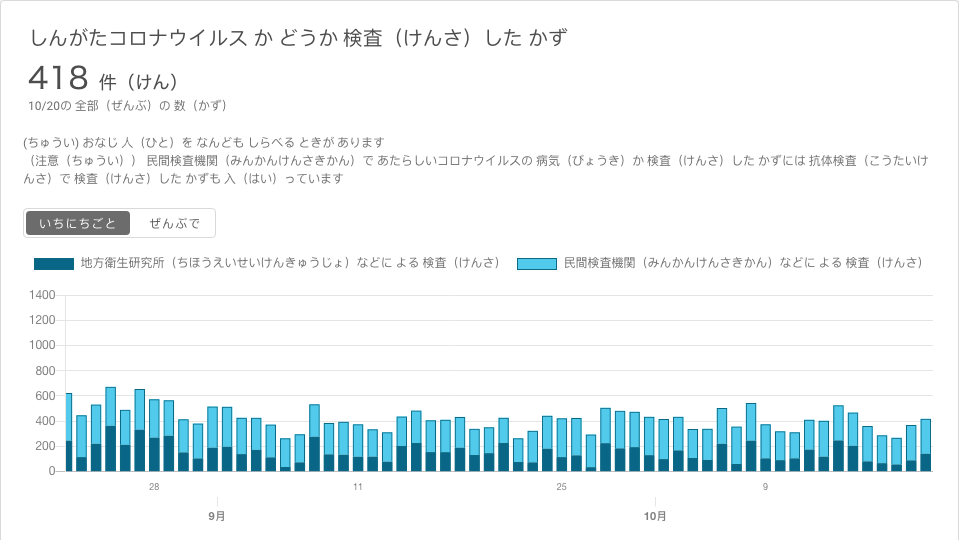 しんがたコロナウイルス か どうか 検査（けんさ）した かず
418 件（けん）
10/20の 全部（ぜんぶ）の 数（かず）
(ちゅうい) おなじ 人（ひと）を なんども しらべる ときが あります
（注意（ちゅうい）） 民間検査機関（みんかんけんさきかん）で あたらしいコロナウイルスの 病気（びょうき）か 検査（けんさ）した かずには 抗体検査（こうたいけ
んさ）で 検査（けんさ）した かずも 入（はい）っています
いちにちごと ぜんぶで
地方衛生研究所（ちほうえいせいけんきゅうじょ）などに よる 検査（けんさ） 民間検査機関（みんかんけんさきかん）などに よる 検査（けんさ）
1400
1200
1000
800
600
400
200
0
28 11 25 9
9月 10月